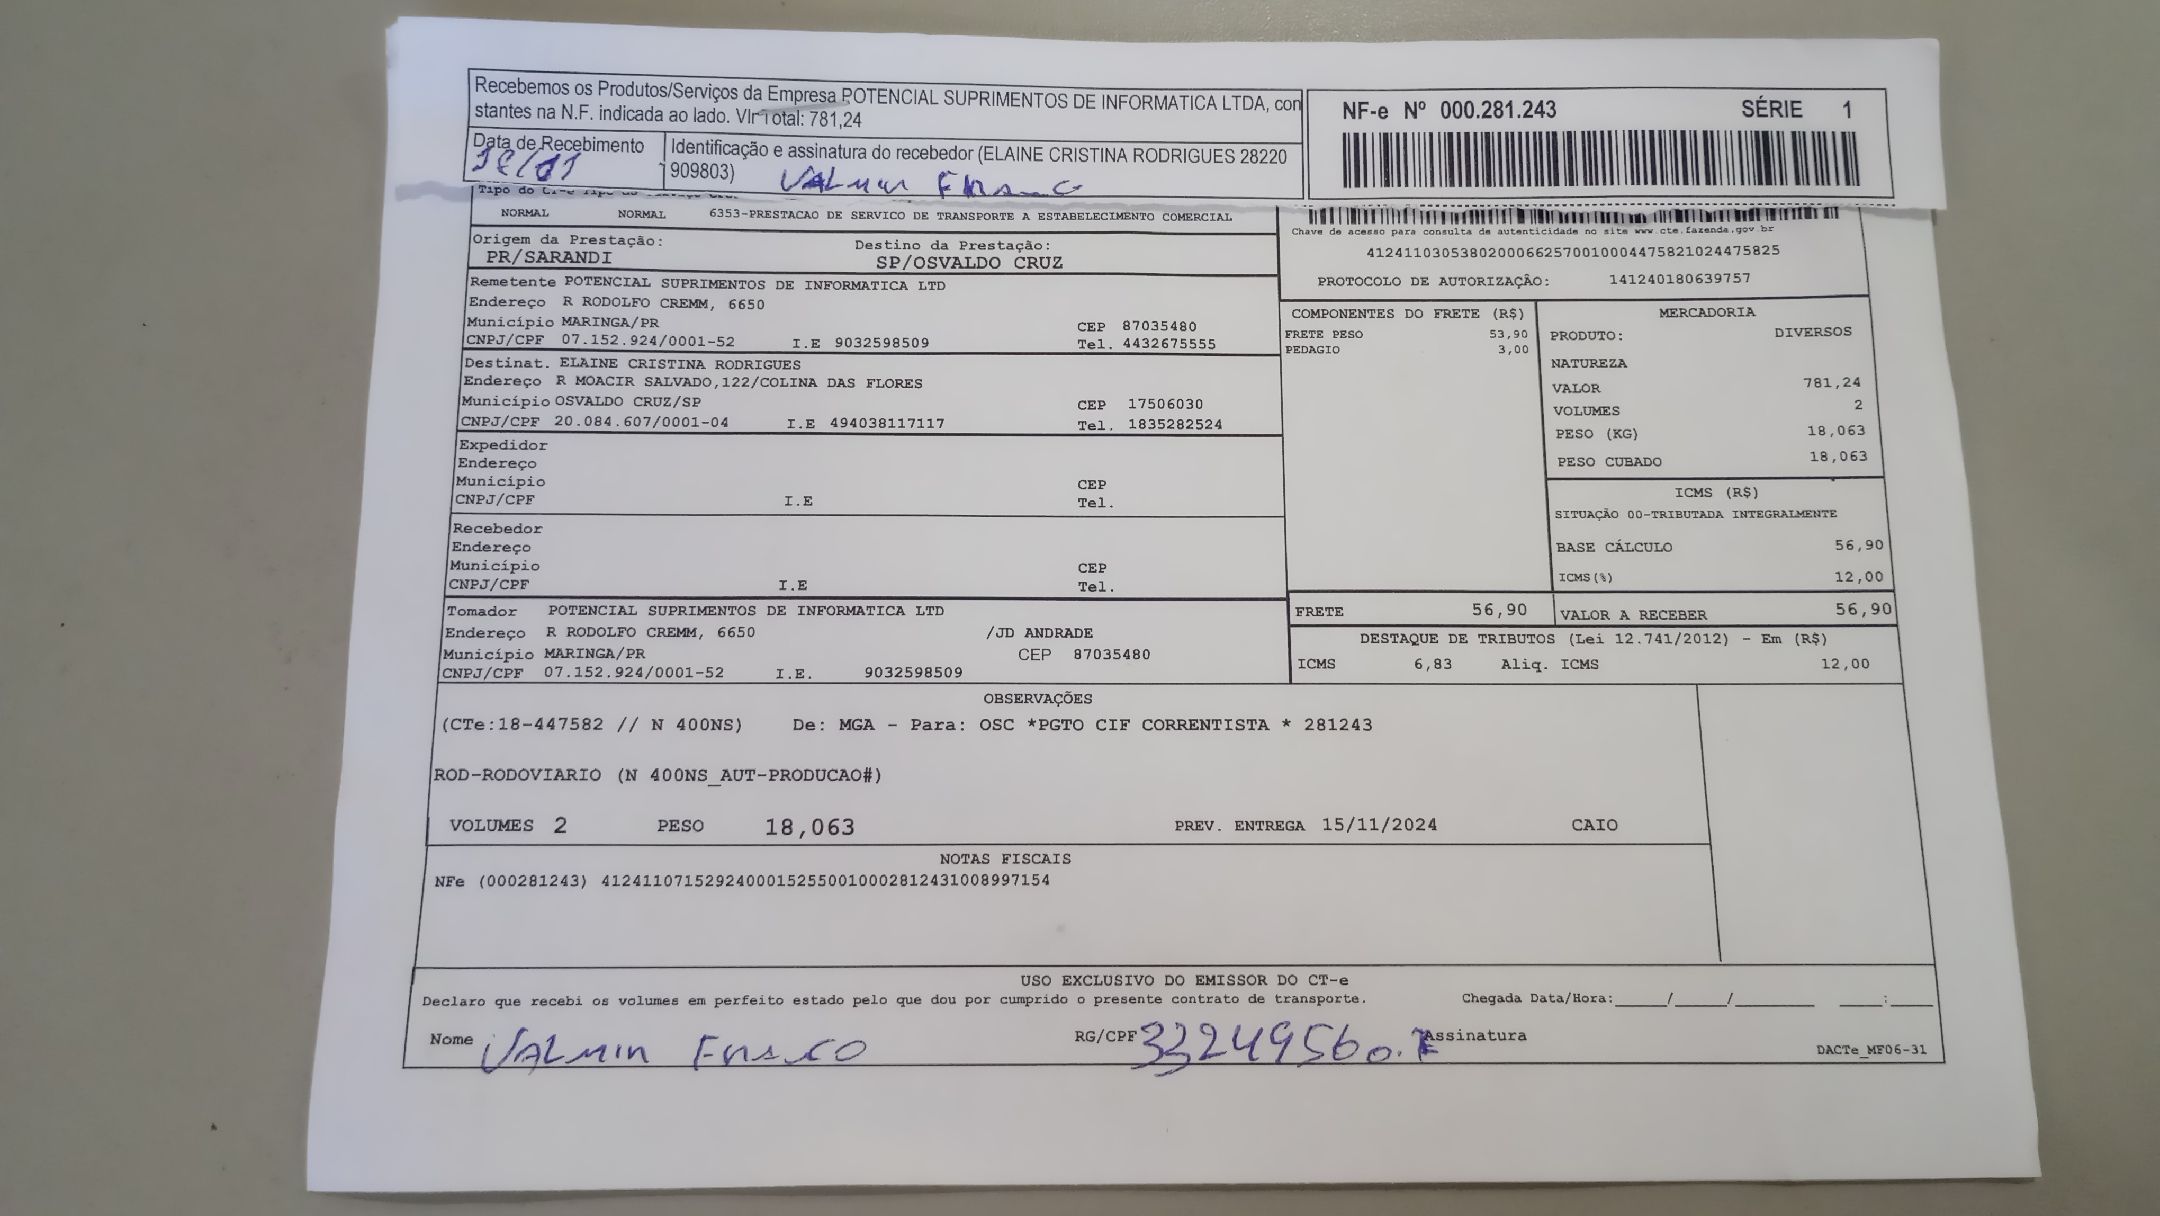 Recebemos os Produtos/Serviços da Empresa POTENCIAL SUPRIMENTOS DE INFORMATICA LTDA, con
stantes na N.F. indicada ao lado. Vlr Total: 781,24
NF-e Nº 000.281.243 SÉRIE 1
Data de Recebimento
Identificação e assinatura do recebedor (ELAINE CRISTINA RODRIGUES 28220
909803)
NORMAL NORMAL 6353-PRESTACAO DE SERVICO DE TRANSPORTE A ESTABELECIMENTO COMERCIAL
Chave de acesso para consulta de autenticidade no site www.cte.fazenda.gov.br
41241103053802000662570010004475821024475825
PROTOCOLO DE AUTORIZAÇÃO: 141240180639757
Origem da Prestação: Destino da Prestação:
PR/SARANDI SP/OSVALDO CRUZ
Remetente POTENCIAL SUPRIMENTOS DE INFORMATICA LTD
Endereço R RODOLFO CREMM, 6650
Município MARINGA/PR CEP 87035480
CNPJ/CPF 07.152.924/0001-52 I.E 9032598509 Tel. 4432675555
Destinat. ELAINE CRISTINA RODRIGUES
Endereço R MOACIR SALVADO,122/COLINA DAS FLORES
Município OSVALDO CRUZ/SP CEP 17506030
CNPJ/CPF 20.084.607/0001-04 I.E 494038117117 Tel. 1835282524
Expedidor
Endereço
Município CEP
CNPJ/CPF I.E Tel.
Recebedor
Endereço
Município CEP
CNPJ/CPF I.E Tel.
Tomador POTENCIAL SUPRIMENTOS DE INFORMATICA LTD
Endereço R RODOLFO CREMM, 6650 /JD ANDRADE
Município MARINGA/PR CEP 87035480
CNPJ/CPF 07.152.924/0001-52 I.E. 9032598509
COMPONENTES DO FRETE (R$)
FRETE PESO 53,90
PEDAGIO 3,00
MERCADORIA
PRODUTO: DIVERSOS
NATUREZA
VALOR 781,24
VOLUMES 2
PESO (KG) 18,063
PESO CUBADO 18,063
ICMS (R$)
SITUAÇÃO 00-TRIBUTADA INTEGRALMENTE
BASE CÁLCULO 56,90
ICMS(%) 12,00
FRETE 56,90 VALOR A RECEBER 56,90
DESTAQUE DE TRIBUTOS (Lei 12.741/2012) - Em (R$)
ICMS 6,83 Aliq. ICMS 12,00
OBSERVAÇÕES
(CTe:18-447582 // N 400NS) De: MGA - Para: OSC *PGTO CIF CORRENTISTA * 281243
ROD-RODOVIARIO (N 400NS_AUT-PRODUCAO#)
VOLUMES 2 PESO 18,063 PREV. ENTREGA 15/11/2024 CAIO
NOTAS FISCAIS
NFe (000281243) 41241107152924000152550010002812431008997154
USO EXCLUSIVO DO EMISSOR DO CT-e
Declaro que recebi os volumes em perfeito estado pelo que dou por cumprido o presente contrato de transporte. Chegada Data/Hora:____/____/______ ___:___
Nome RG/CPF Assinatura
DACTe_MF06-31